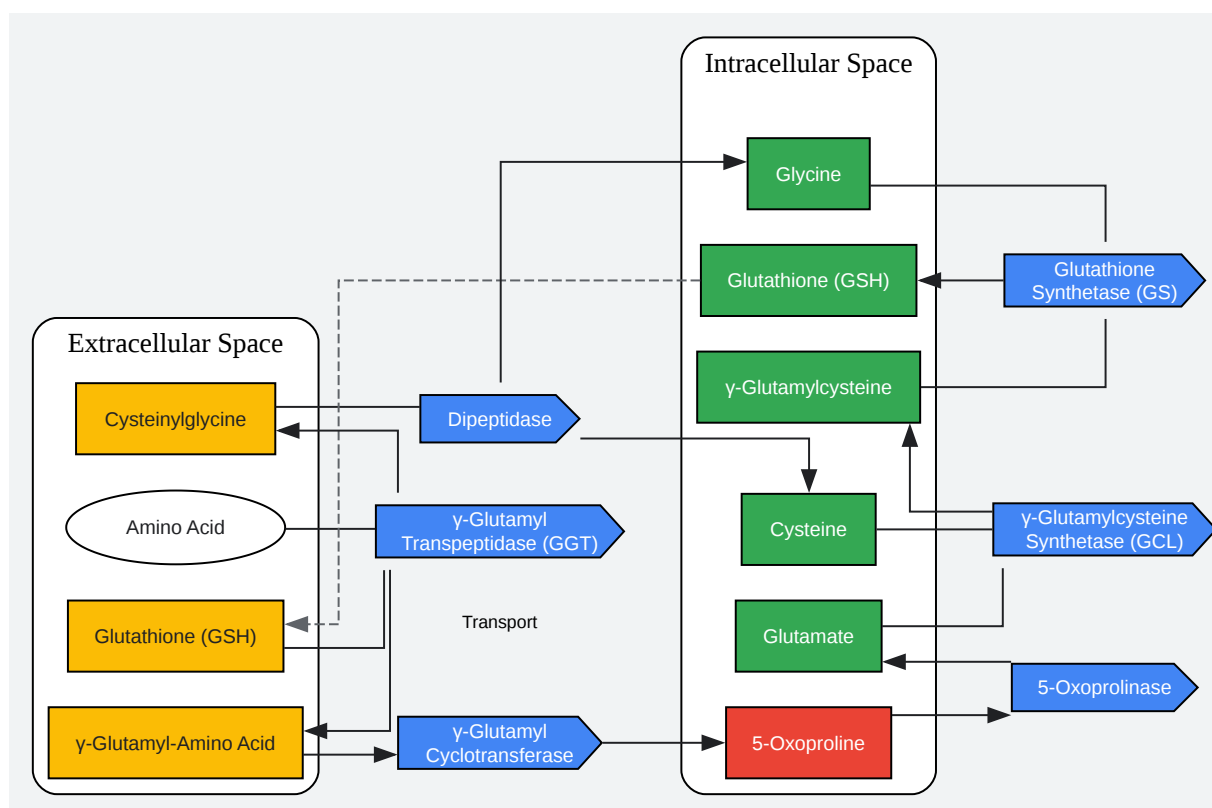 Intracellular Space
Glycine
Glutathione (GSH)
Glutathione
Synthetase (GS)
Extracellular Space
Cysteinylglycine
Dipeptidase
γ-Glutamylcysteine
Amino Acid
γ-Glutamyl
Transpeptidase (GGT)
Cysteine
γ-Glutamylcysteine
Synthetase (GCL)
Glutathione (GSH)
Transport
Glutamate
5-Oxoprolinase
γ-Glutamyl-Amino Acid
γ-Glutamyl
Cyclotransferase
5-Oxoproline